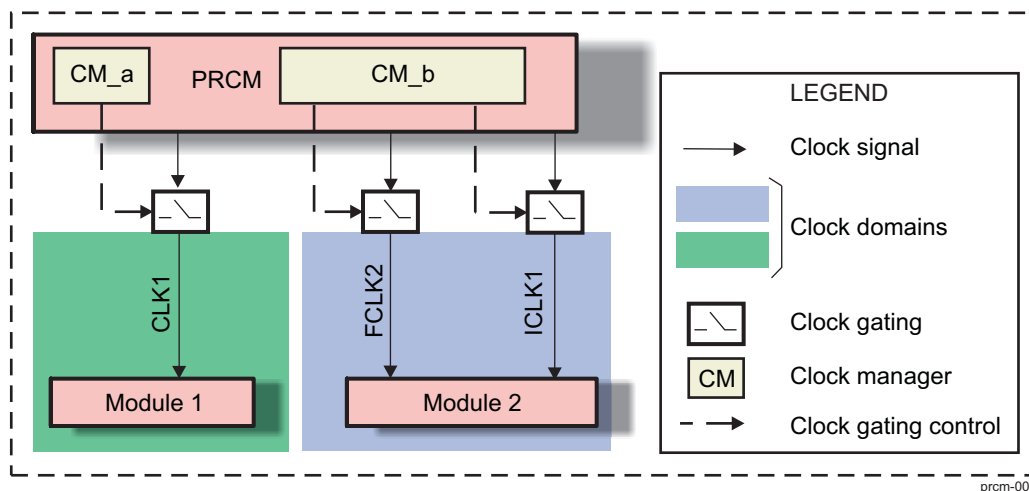 CM_a
PRCM
CM_b
CLK1
FCLK2
ICLK1
Module 1
Module 2
LEGEND
Clock signal
Clock domains
Clock gating
CM
Clock manager
Clock gating control
prcm-00